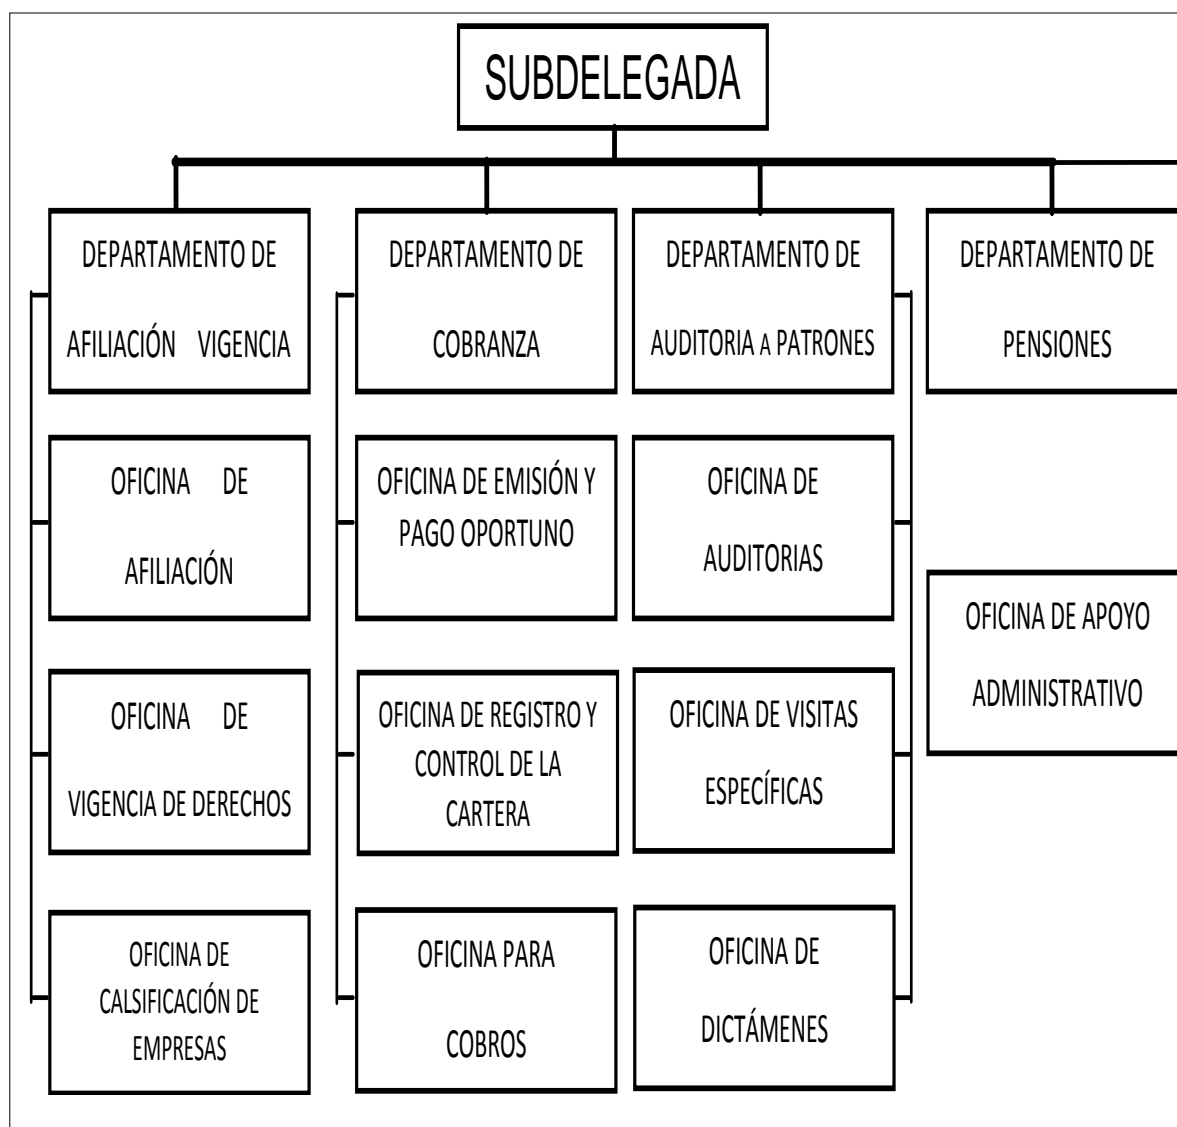 SUBDELEGADA
DEPARTAMENTO DE
AFILIACIÓN VIGENCIA
DEPARTAMENTO DE
COBRANZA
DEPARTAMENTO DE
AUDITORIA A PATRONES
DEPARTAMENTO DE
PENSIONES
OFICINA DE
AFILIACIÓN
OFICINA DE EMISIÓN Y
PAGO OPORTUNO
OFICINA DE
AUDITORIAS
OFICINA DE APOYO
ADMINISTRATIVO
OFICINA DE
VIGENCIA DE DERECHOS
OFICINA DE REGISTRO Y
CONTROL DE LA
CARTERA
OFICINA DE VISITAS
ESPECÍFICAS
OFICINA DE
CALSIFICACIÓN DE
EMPRESAS
OFICINA PARA
COBROS
OFICINA DE
DICTÁMENES